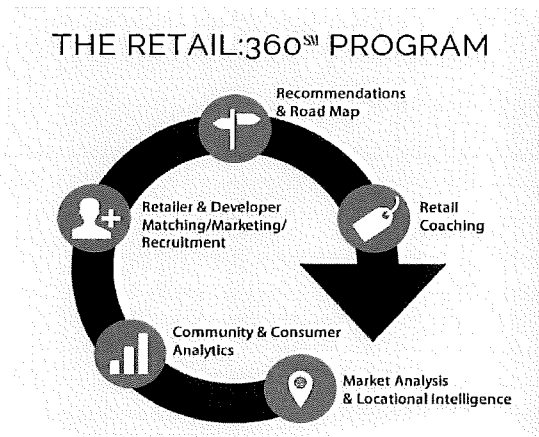 THE RETAIL:360℠ PROGRAM
Recommendations
& Road Map
Retailer & Developer
Matching/Marketing/
Recruitment
Retail
Coaching
Community & Consumer
Analytics
Market Analysis
& Locational Intelligence